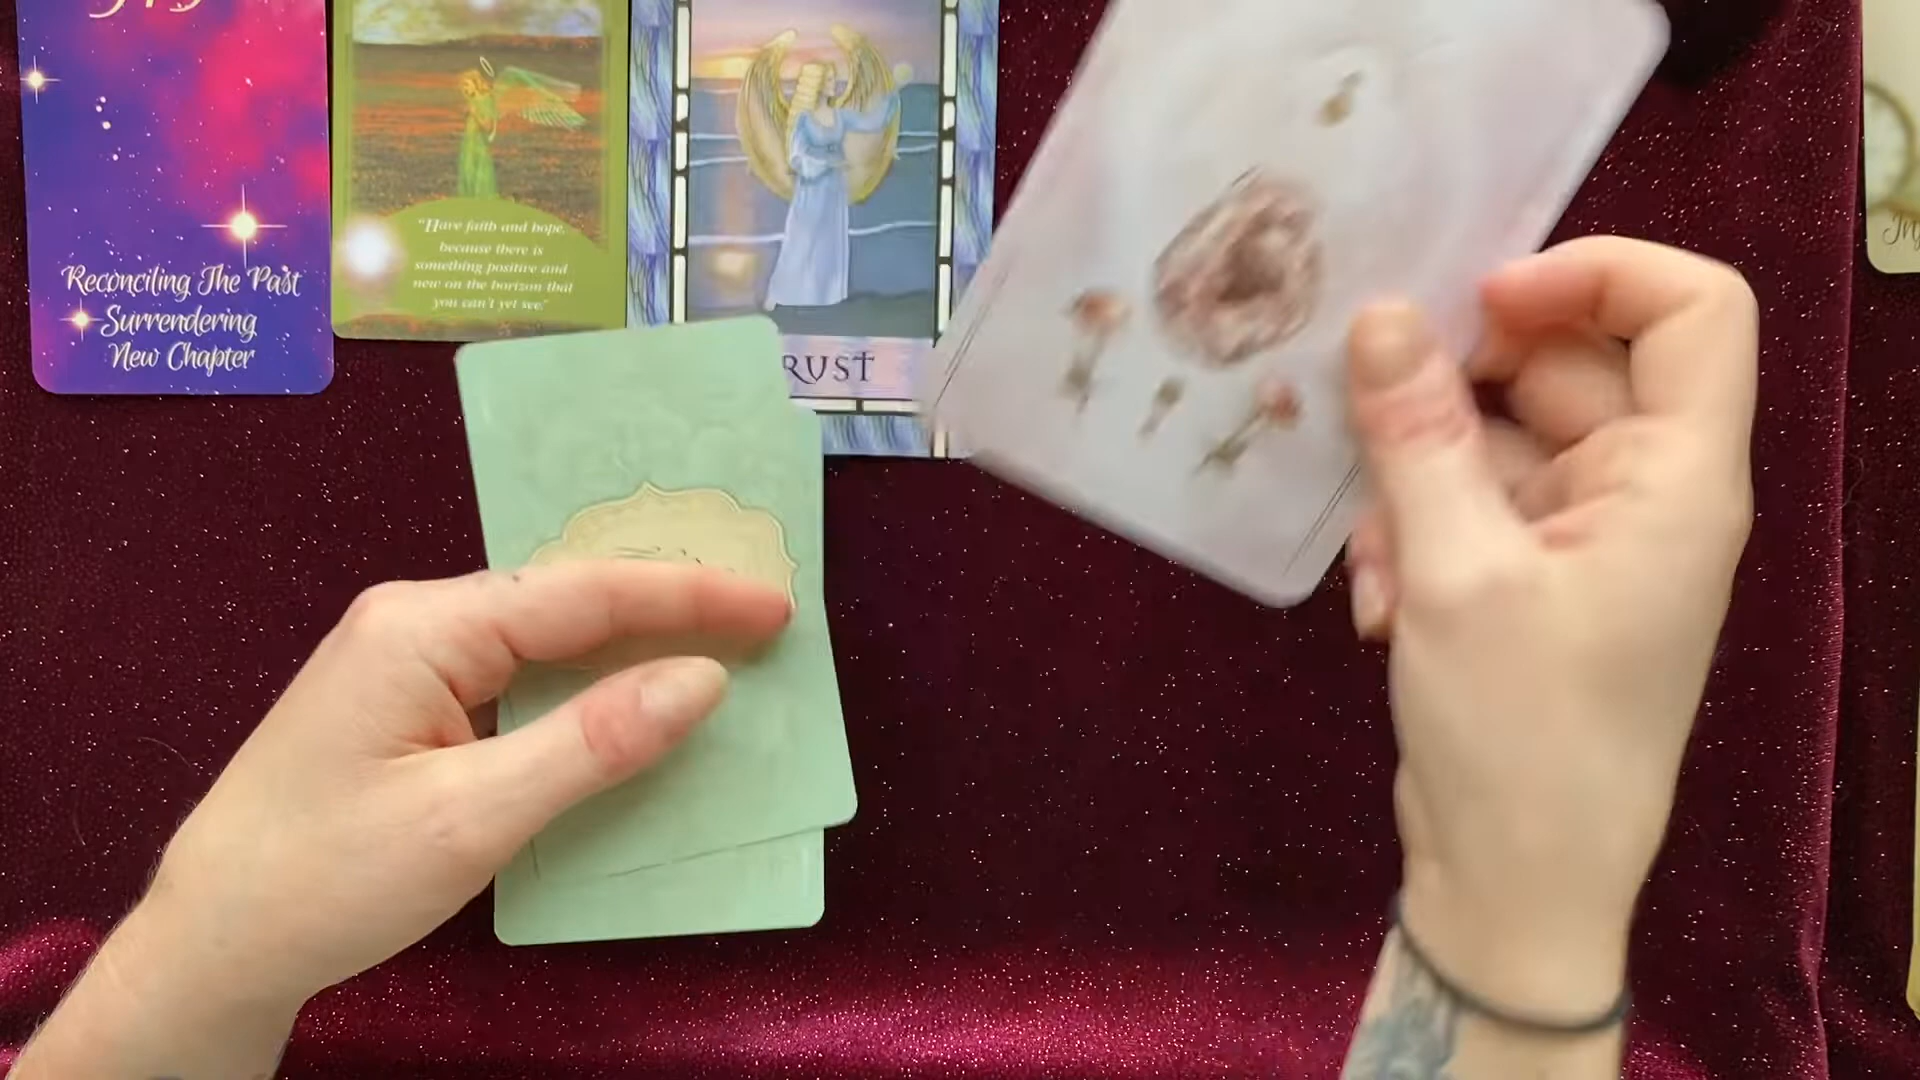 Reconciling The Past
Surrendering
New Chapter
"Have faith and hope,
because there is
something positive and
new on the horizon that
you can't yet see."
RUST